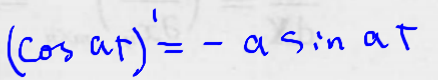 (cos at)' = - a sin at